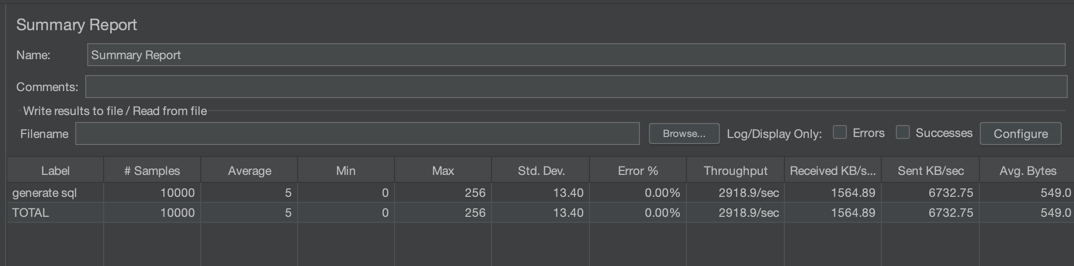 Summary Report
Name: Summary Report
Comments:
Write results to file / Read from file
Filename Browse... Log/Display Only: Errors Successes Configure
Label # Samples Average Min Max Std. Dev. Error % Throughput Received KB/s... Sent KB/sec Avg. Bytes
generate sql 10000 5 0 256 13.40 0.00% 2918.9/sec 1564.89 6732.75 549.0
TOTAL 10000 5 0 256 13.40 0.00% 2918.9/sec 1564.89 6732.75 549.0